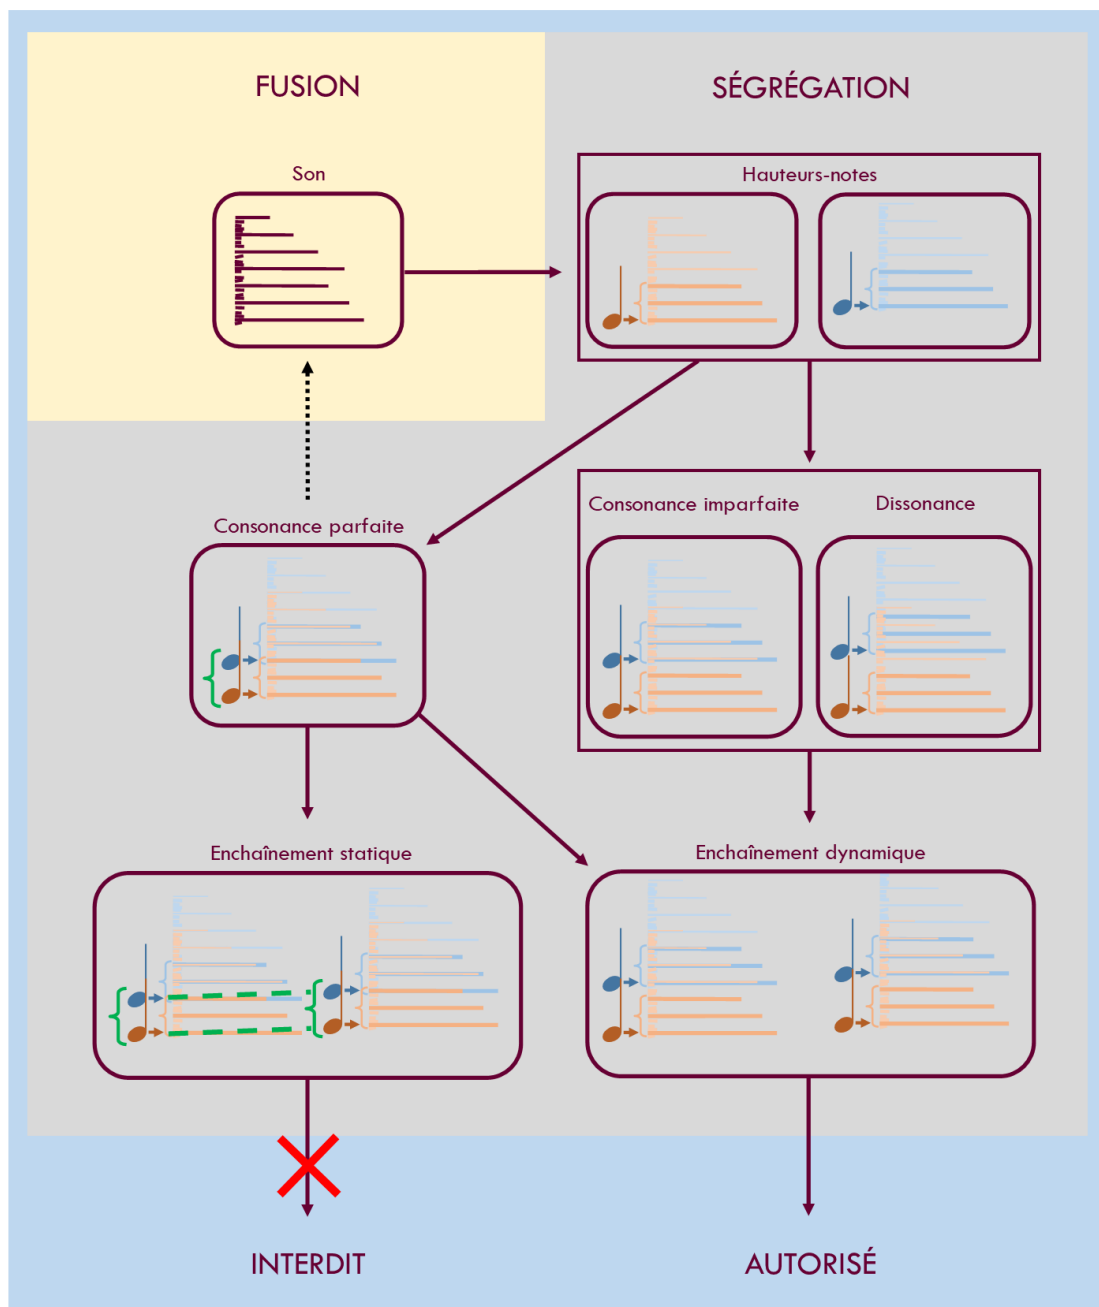 FUSION
SÉGRÉGATION
Son
Hauteurs-notes
Consonance parfaite
Consonance imparfaite
Dissonance
Enchaînement statique
Enchaînement dynamique
INTERDIT
AUTORISÉ